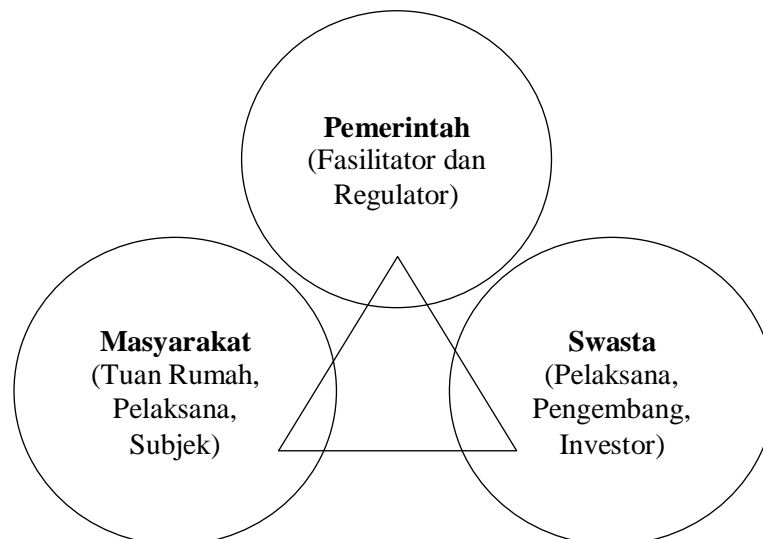 Pemerintah
(Fasilitator dan
Regulator)
Masyarakat
(Tuan Rumah,
Pelaksana,
Subjek)
Swasta
(Pelaksana,
Pengembang,
Investor)